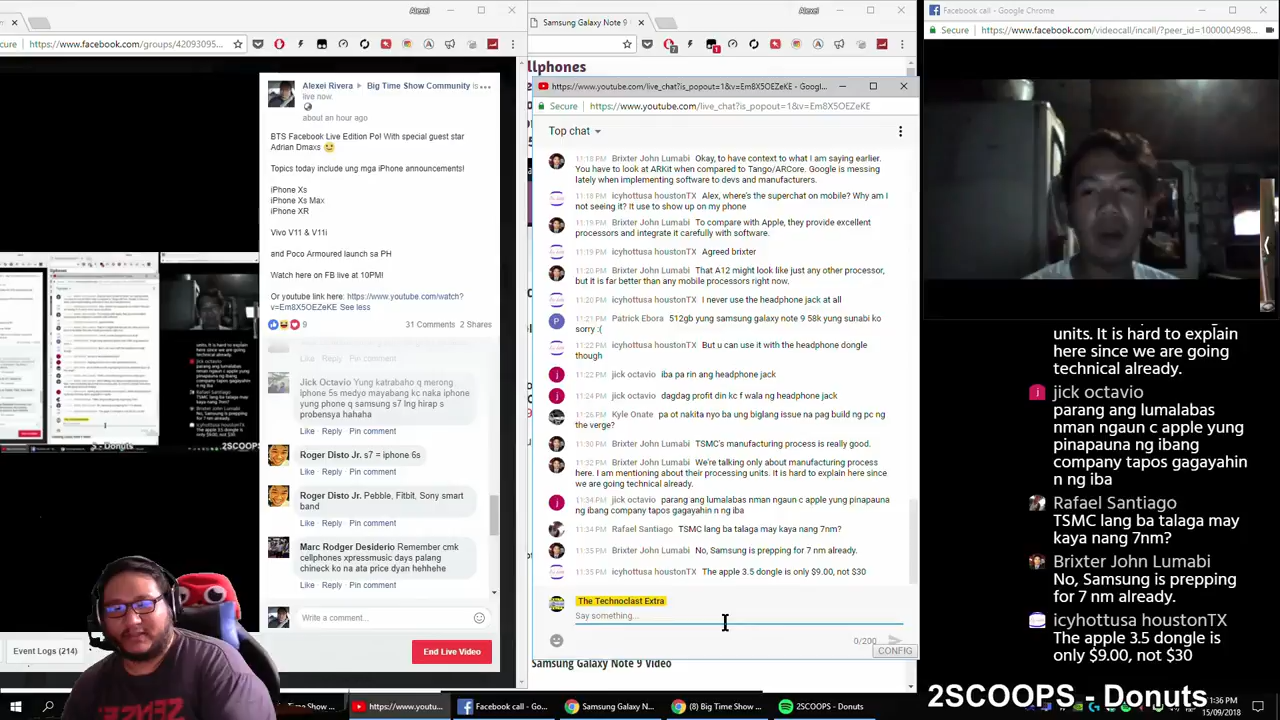 Alexei
ure https://www.facebook.com/groups/42093095...
Alexei Rivera ▸ Big Time $how Community is...
live now.
about an hour ago
BTS Facebook Live Edition Po! With special guest star
Adrian Dmaxs
Topics today include ung mga iPhone announcements!
iPhone Xs
iPhone Xs Max
iPhone XR
Vivo V11 & V11i
and Poco Armoured launch sa PH
Watch here on FB live at 10PM!
Or youtube link here: https://www.youtube.com/watch?
v=Em8X5OEZeKE See less
9
31 Comments 2 Shares
Like · Reply · Pin comment
Jick Octavio Yung katrabaho q merong
iphone 5s medyo mayabang kc naka iphone
yung phone q samsung s7 lng hirap s
probensya hahaha
Like · Reply · Pin comment
Roger Disto Jr. s7 = iphone 6s
Like · Reply · Pin comment
Roger Disto Jr. Pebble, Fitbit, Sony smart
band
Like · Reply · Pin comment
Marc Rodger Desiderio Remember cmk
cellphones xpressmusic days palang
chineck ko na ata price dyan hehhehe
Like · Reply · Pin comment
Write a comment...
Event Logs (214)
End Live Video
Samsung Galaxy Note 9
Alexei
llphones
https://www.youtube.com/live_chat?is_popout=1&v=Em8X5OEZeKE - Googl...
Secure https://www.youtube.com/live_chat?is_popout=1&v=Em8X5OEZeKE
Top chat
11:18 PM Brixter John Lumabi Okay, to have context to what I am saying earlier.
You have to look at ARKit when compared to Tango/ARCore. Google is messing
lately when implementing software to devs and manufacturers.
11:18 PM icyhottusa houstonTX Alex, where's the superchat on mobile? Why am I
not seeing it? It use to show up on my phone
11:19 PM Brixter John Lumabi To compare with Apple, they provide excellent
processors and integrate it carefully with software.
11:19 PM icyhottusa houstonTX Agreed brixter
11:20 PM Brixter John Lumabi That A12 might look like just any other processor,
but it is far better than any mobile processors right now.
11:20 PM icyhottusa houstonTX I never use the headphone jack at all
11:21 PM Patrick Ebora 512gb yung samsung galaxy note 9 58k yung sunabi ko
sorry :(
11:22 PM icyhottusa houstonTX But u can use it with the headphone dongle
though
11:22 PM jick octavio iba pa rin ang headphone jack
11:24 PM jick octavio dagdag profit din kc f wala ng headphone jack
11:26 PM Kyle Onate pa ot nakita nyo ba ung biglang issue na pag build ng pc ng
the verge?
11:30 PM Brixter John Lumabi TSMC's manufacturing process is really good.
11:32 PM Brixter John Lumabi We're talking only about manufacturing process
here. I am mentioning about their processing units. It is hard to explain here since
we are going technical already.
11:34 PM jick octavio parang ang lumalabas nman ngaun c apple yung pinapauna
ng ibang company tapos gagayahin n ng iba
11:34 PM Rafael Santiago TSMC lang ba talaga may kaya nang 7nm?
11:35 PM Brixter John Lumabi No, Samsung is prepping for 7 nm already.
11:35 PM icyhottusa houstonTX The apple 3.5 dongle is only $9.00, not $30
The Technoclast Extra
Say something...
0/200
CONFIG
Samsung Galaxy Note 9 Video
Facebook call - Google Chrome
Secure https://www.facebook.com/videocall/incall/?peer_id=1000004998...
units. It is hard to explain
here since we are going
technical already.
jick octavio
parang ang lumalabas
nman ngaun c apple yung
pinapauna ng ibang
company tapos gagayahin
n ng iba
Rafael Santiago
TSMC lang ba talaga may
kaya nang 7nm?
Brixter John Lumabi
No, Samsung is prepping
for 7 nm already.
icyhottusa houstonTX
The apple 3.5 dongle is
only $9.00, not $30
2SCOOPS - Donuts
me Show ...
https://www.youtu...
Facebook call - Go...
Samsung Galaxy N...
(8) Big Time $how ...
2SCOOPS - Donuts
1:36 PM
15/09/2018